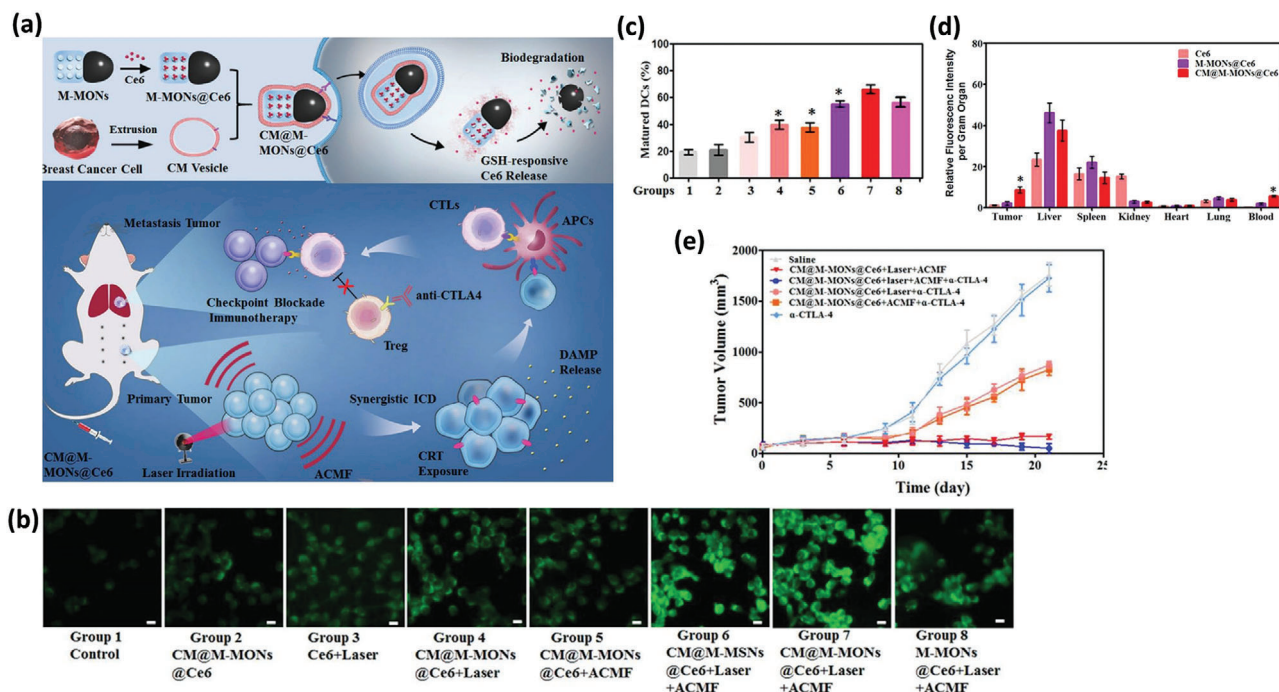 (a)
M-MONs
Ce6
M-MONs@Ce6
Extrusion
Breast Cancer Cell
CM Vesicle
CM@M-
MONs@Ce6
Biodegradation
GSH-responsive
Ce6 Release
Metastasis Tumor
CTLs
APCs
Checkpoint Blockade
Immunotherapy
anti-CTLA4
Treg
DAMP
Release
Primary Tumor
Synergistic ICD
CM@M-
MONs@Ce6
Laser Irradiation
ACMF
CRT
Exposure
(c)
Matured DCs (%)
100
80
60
40
20
0
* * *
Groups 1 2 3 4 5 6 7 8
(d)
Relative Fluorescenc Intensity
per Gram Organ
80
60
40
20
0
Ce6
M-MONs@Ce6
CM@M-MONs@Ce6
* *
Tumor Liver Spleen Kidney Heart Lung Blood
(e)
Tumor Volume (mm3)
2000
1500
1000
500
0
Saline
CM@M-MONs@Ce6+Laser+ACMF
CM@M-MONs@Ce6+laser+ACMF+α-CTLA-4
CM@M-MONs@Ce6+Laser+α-CTLA-4
CM@M-MONs@Ce6+ACMF+α-CTLA-4
α-CTLA-4
0 5 10 15 20 25
Time (day)
(b)
Group 1
Control
Group 2
CM@M-MONs
@Ce6
Group 3
Ce6+Laser
Group 4
CM@M-MONs
@Ce6+Laser
Group 5
CM@M-MONs
@Ce6+ACMF
Group 6
CM@M-MSNs
@Ce6+Laser
+ACMF
Group 7
CM@M-MONs
@Ce6+Laser
+ACMF
Group 8
M-MONs
@Ce6+Laser
+ACMF